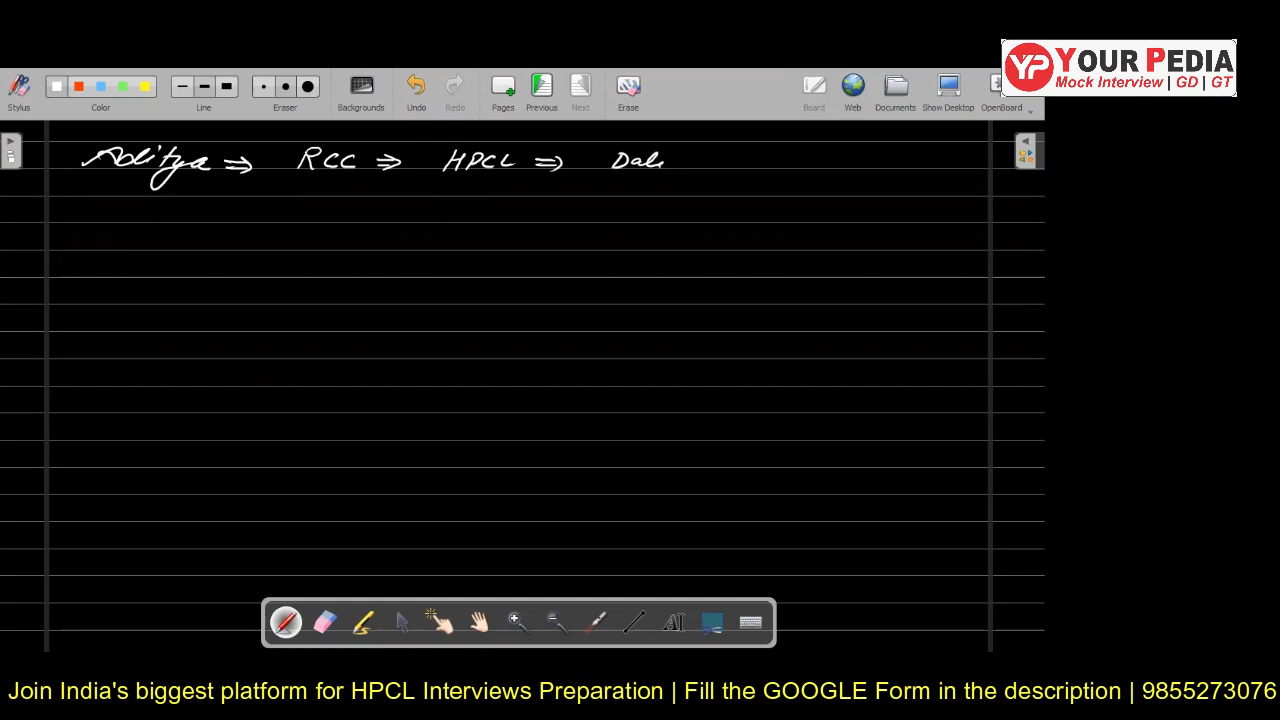 YP YOUR PEDIA
Mock Interview | GD | GT
Stylus Color Line Eraser Backgrounds Undo Redo Pages Previous Next Erase Board Web Documents Show Desktop OpenBoard
Aditya ⇒ RCC ⇒ HPCL ⇒
Join India's biggest platform for HPCL Interviews Preparation | Fill the GOOGLE Form in the description | 9855273076